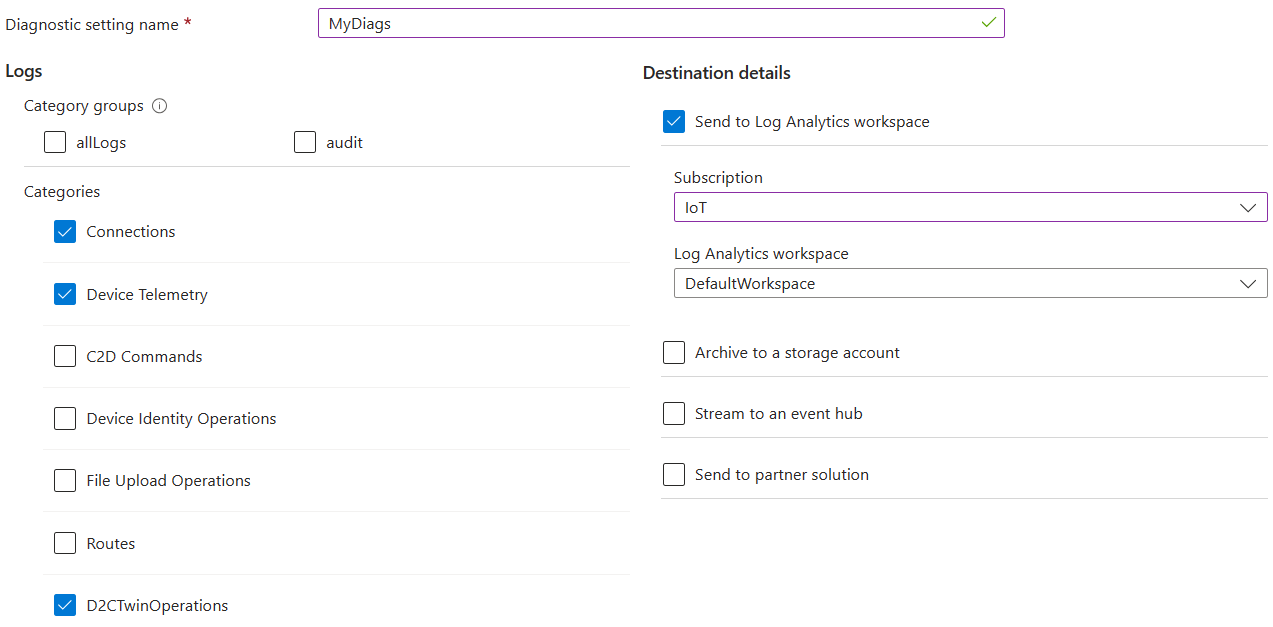 Diagnostic setting name *
MyDiags
Logs
Category groups
allLogs
audit
Categories
Connections
Device Telemetry
C2D Commands
Device Identity Operations
File Upload Operations
Routes
D2CTwinOperations
Destination details
Send to Log Analytics workspace
Subscription
IoT
Log Analytics workspace
DefaultWorkspace
Archive to a storage account
Stream to an event hub
Send to partner solution